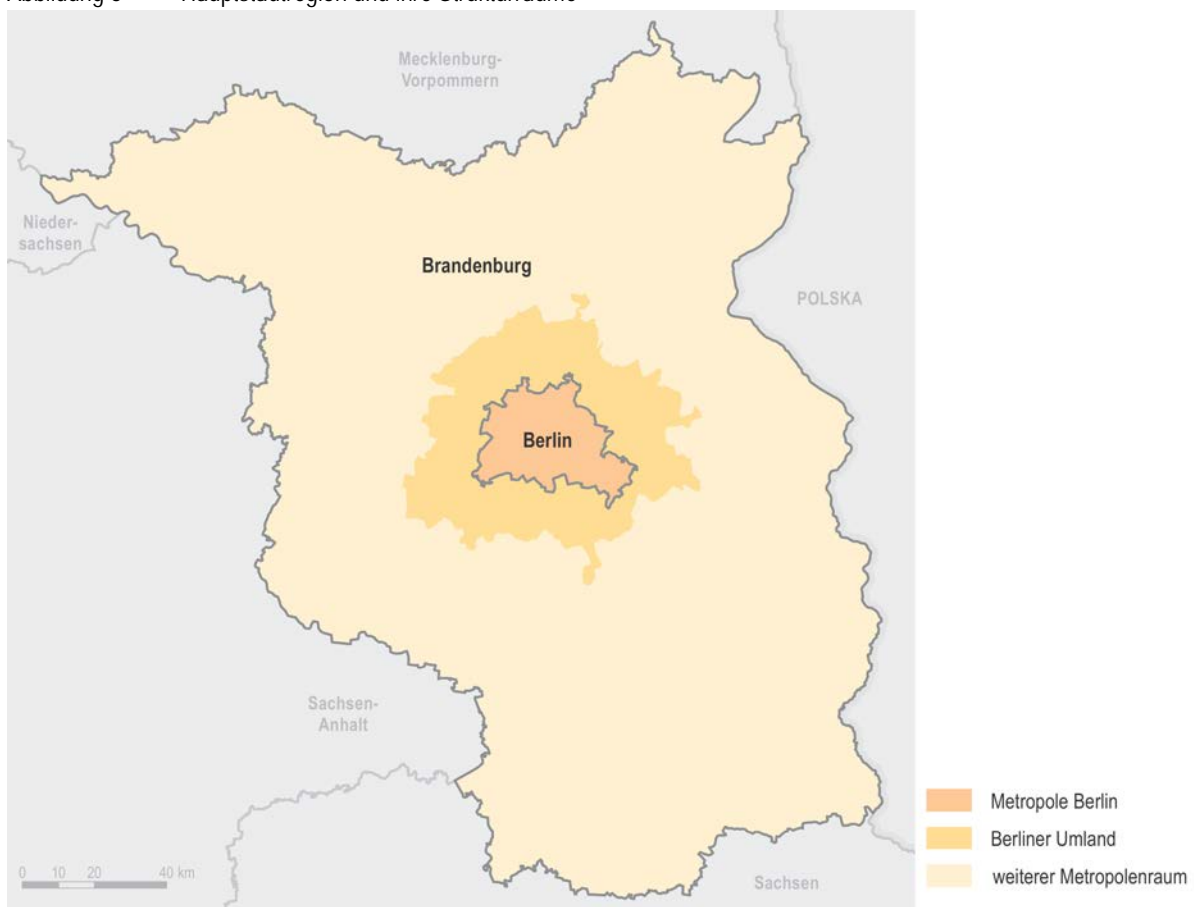 Mecklenburg-
Vorpommern
Nieder-
sachsen
Brandenburg
POLSKA
Berlin
Sachsen-
Anhalt
Metropole Berlin
Berliner Umland
weiterer Metropolenraum
0 10 20 40 km
Sachsen